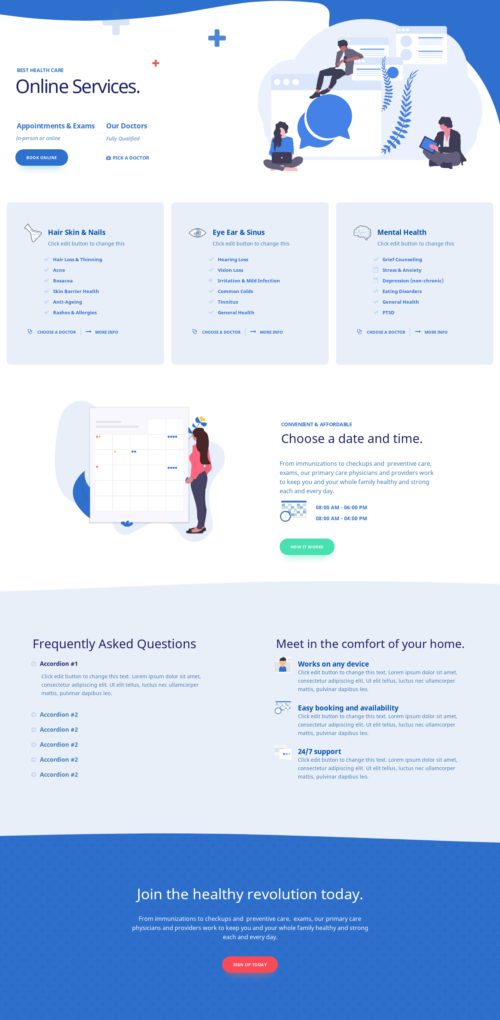 BEST HEALTH CARE
Online Services.
Appointments & Exams
In-person or online
BOOK ONLINE
Our Doctors
Fully Qualified
PICK A DOCTOR
Hair Skin & Nails
Click edit button to change this
Hair Loss & Thinning
Acne
Rosacea
Skin Barrier Health
Anti-Ageing
Rashes & Allergies
CHOOSE A DOCTOR
MORE INFO
Eye Ear & Sinus
Click edit button to change this
Hearing Loss
Vision Loss
Irritation & Mild Infection
Common Colds
Tinnitus
General Health
CHOOSE A DOCTOR
MORE INFO
Mental Health
Click edit button to change this
Grief Counseling
Stress & Anxiety
Depression (non-chronic)
Eating Disorders
General Health
PTSD
CHOOSE A DOCTOR
MORE INFO
CONVENIENT & AFFORDABLE
Choose a date and time.
From immunizations to checkups and preventive care,
exams, our primary care physicians and providers work
to keep you and your whole family healthy and strong
each and every day.
08:00 AM - 06:00 PM
08:00 AM - 04:00 PM
HOW IT WORKS
Frequently Asked Questions
Accordion #1
Click edit button to change this text. Lorem ipsum dolor sit amet,
consectetur adipiscing elit. Ut elit tellus, luctus nec ullamcorper
mattis, pulvinar dapibus leo.
Accordion #2
Accordion #2
Accordion #2
Accordion #2
Accordion #2
Meet in the comfort of your home.
Works on any device
Click edit button to change this text. Lorem ipsum dolor sit amet,
consectetur adipiscing elit. Ut elit tellus, luctus nec ullamcorper
mattis, pulvinar dapibus leo.
Easy booking and availability
Click edit button to change this text. Lorem ipsum dolor sit amet,
consectetur adipiscing elit. Ut elit tellus, luctus nec ullamcorper
mattis, pulvinar dapibus leo.
24/7 support
Click edit button to change this text. Lorem ipsum dolor sit amet,
consectetur adipiscing elit. Ut elit tellus, luctus nec ullamcorper
mattis, pulvinar dapibus leo.
Join the healthy revolution today.
From immunizations to checkups and preventive care, exams, our primary care
physicians and providers work to keep you and your whole family healthy and strong
each and every day.
SIGN UP TODAY